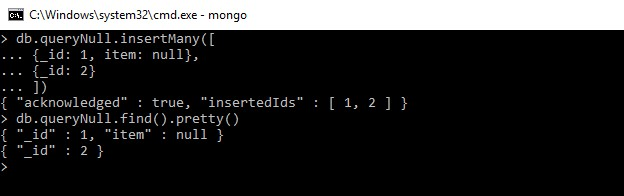 C:\Windows\system32\cmd.exe - mongo
> db.queryNull.insertMany([
... {_id: 1, item: null},
... {_id: 2}
... ])
{ "acknowledged" : true, "insertedIds" : [ 1, 2 ] }
> db.queryNull.find().pretty()
{ "_id" : 1, "item" : null }
{ "_id" : 2 }
>